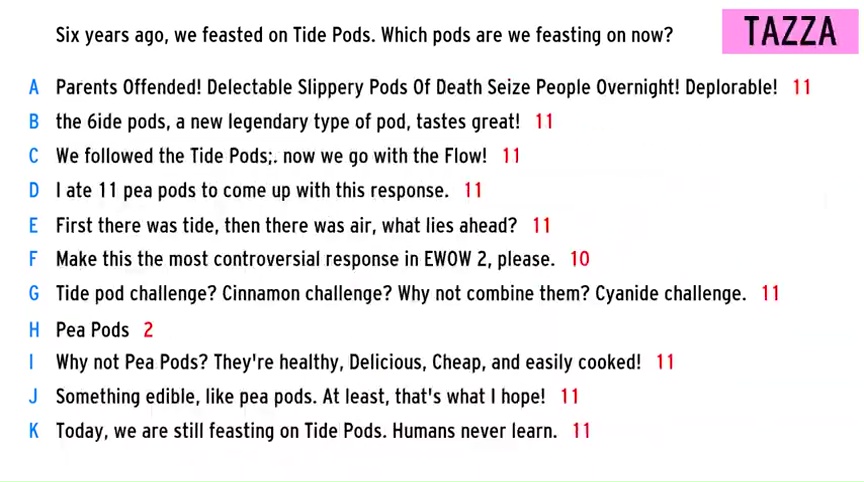 Six years ago, we feasted on Tide Pods. Which pods are we feasting on now?
TAZZA
A Parents Offended! Delectable Slippery Pods Of Death Seize People Overnight! Deplorable! 11
B the 6ide pods, a new legendary type of pod, tastes great! 11
C We followed the Tide Pods;. now we go with the Flow! 11
D I ate 11 pea pods to come up with this response. 11
E First there was tide, then there was air, what lies ahead? 11
F Make this the most controversial response in EWOW 2, please. 10
G Tide pod challenge? Cinnamon challenge? Why not combine them? Cyanide challenge. 11
H Pea Pods 2
I Why not Pea Pods? They're healthy, Delicious, Cheap, and easily cooked! 11
J Something edible, like pea pods. At least, that's what I hope! 11
K Today, we are still feasting on Tide Pods. Humans never learn. 11